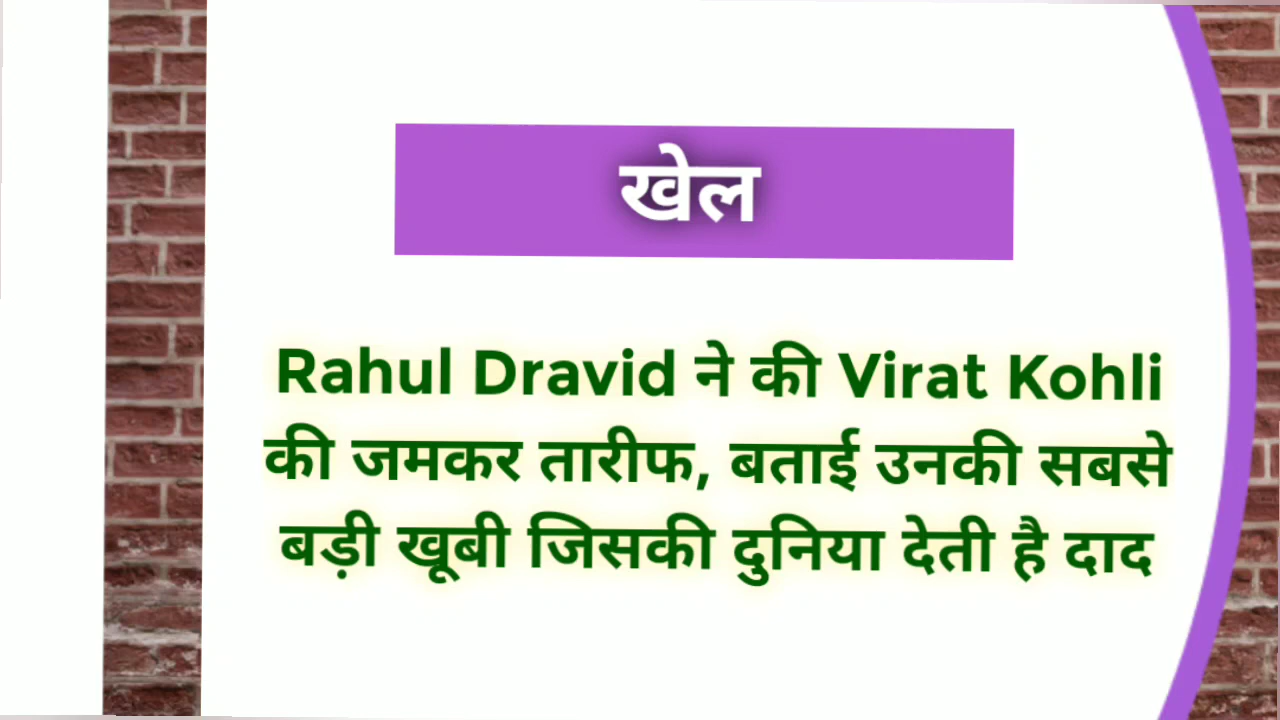 खेल
Rahul Dravid ने की Virat Kohli
की जमकर तारीफ, बताई उनकी सबसे
बड़ी खूबी जिसकी दुनिया देती है दाद